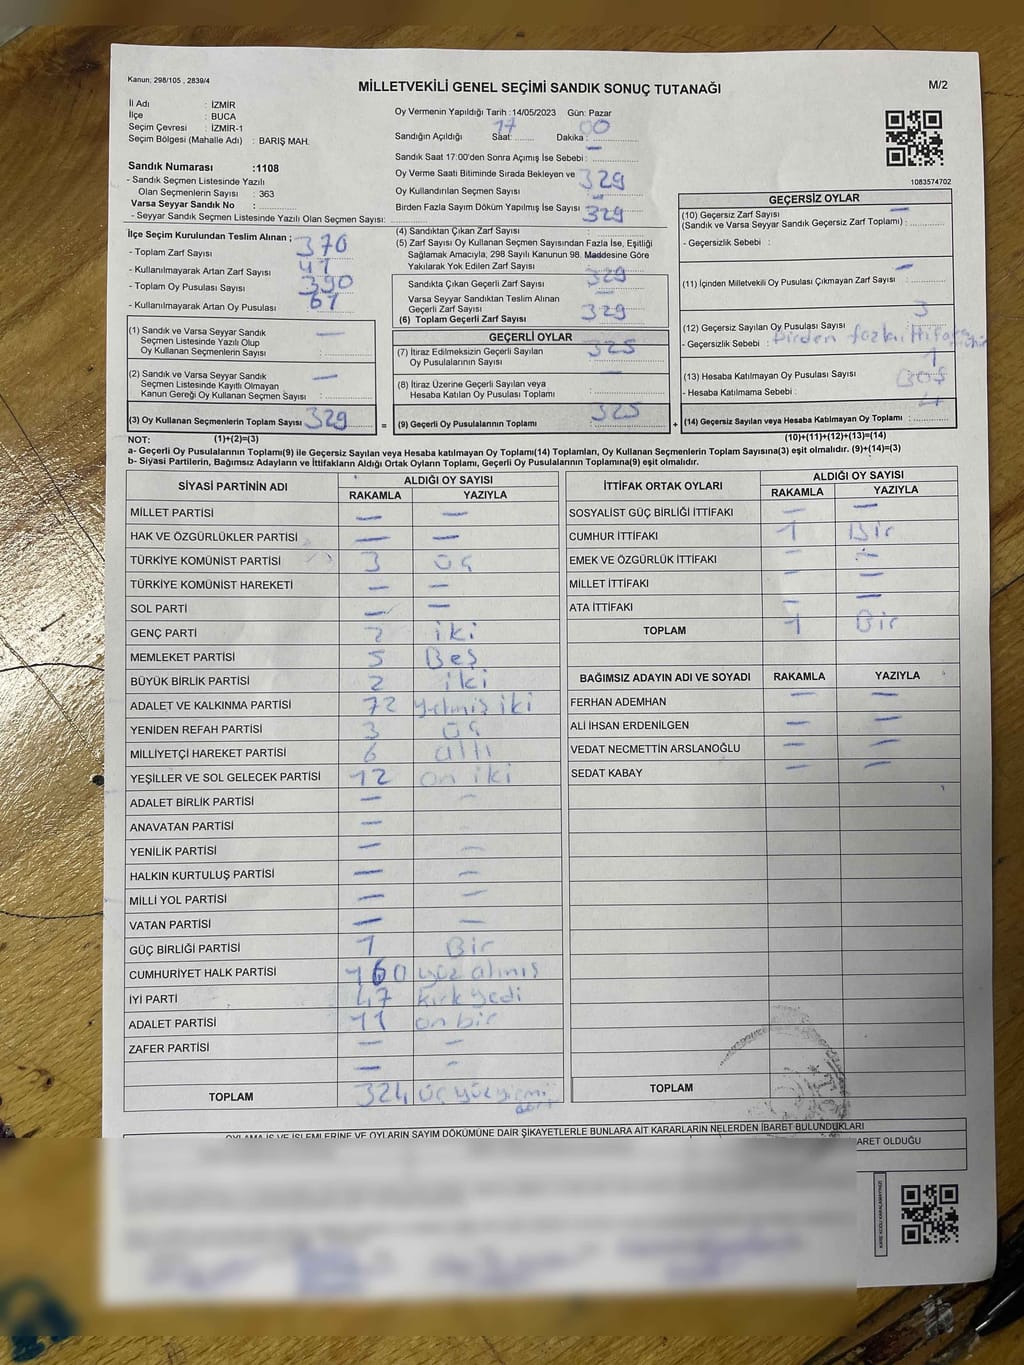 Kanun; 298/105 , 2839/4
MİLLETVEKİLİ GENEL SEÇİMİ SANDIK SONUÇ TUTANAĞI
M/2
İl Adı : İZMİR
İlçe : BUCA
Seçim Çevresi : İZMİR-1
Seçim Bölgesi (Mahalle Adı) : BARIŞ MAH.
Sandık Numarası :1108
- Sandık Seçmen Listesinde Yazılı
Olan Seçmenlerin Sayısı : 363
Varsa Seyyar Sandık No :
- Seyyar Sandık Seçmen Listesinde Yazılı Olan Seçmen Sayısı:
İlçe Seçim Kurulundan Teslim Alınan ;
- Toplam Zarf Sayısı 370
- Kullanılmayarak Artan Zarf Sayısı 41
- Toplam Oy Pusulası Sayısı 390
- Kullanılmayarak Artan Oy Pusulası 61
(1) Sandık ve Varsa Seyyar Sandık
Seçmen Listesinde Yazılı Olup
Oy Kullanan Seçmenlerin Sayısı : —
(2) Sandık ve Varsa Seyyar Sandık
Seçmen Listesinde Kayıtlı Olmayan
Kanun Gereği Oy Kullanan Seçmen Sayısı : —
(3) Oy Kullanan Seçmenlerin Toplam Sayısı : 329
Oy Vermenin Yapıldığı Tarih :14/05/2023 Gün: Pazar
Sandığın Açıldığı Saat: 17 Dakika : 00
Sandık Saat 17:00'den Sonra Açımış İse Sebebi : —
Oy Verme Saati Bitiminde Sırada Bekleyen ve
Oy Kullandırılan Seçmen Sayısı : 329
Birden Fazla Sayım Döküm Yapılmış İse Sayısı : —
(4) Sandıktan Çıkan Zarf Sayısı : 329
(5) Zarf Sayısı Oy Kullanan Seçmen Sayısından Fazla İse, Eşitliği
Sağlamak Amacıyla, 298 Sayılı Kanunun 98. Maddesine Göre
Yakılarak Yok Edilen Zarf Sayısı :
Sandıkta Çıkan Geçerli Zarf Sayısı : 329
Varsa Seyyar Sandıktan Teslim Alınan
Geçerli Zarf Sayısı : —
(6) Toplam Geçerli Zarf Sayısı : 329
GEÇERLİ OYLAR
(7) İtiraz Edilmeksizin Geçerli Sayılan
Oy Pusulalarının Sayısı : 325
(8) İtiraz Üzerine Geçerli Sayılan veya
Hesaba Katılan Oy Pusulası Toplamı : —
(9) Geçerli Oy Pusulalarının Toplamı : 325
1083574702
GEÇERSİZ OYLAR
(10) Geçersiz Zarf Sayısı
(Sandık ve Varsa Seyyar Sandık Geçersiz Zarf Toplamı) : —
- Geçersizlik Sebebi :
(11) İçinden Milletvekili Oy Pusulası Çıkmayan Zarf Sayısı : —
(12) Geçersiz Sayılan Oy Pusulası Sayısı : 3
- Geçersizlik Sebebi : Birden fazla
(13) Hesaba Katılmayan Oy Pusulası Sayısı : 1
- Hesaba Katılmama Sebebi : Boş
(14) Geçersiz Sayılan veya Hesaba Katılmayan Oy Toplamı : 4
NOT: (1)+(2)=(3)
(10)+(11)+(12)+(13)=(14)
a- Geçerli Oy Pusulalarının Toplamı(9) ile Geçersiz Sayılan veya Hesaba katılmayan Oy Toplamı(14) Toplamları, Oy Kullanan Seçmenlerin Toplam Sayısına(3) eşit olmalıdır. (9)+(14)=(3)
b- Siyasi Partilerin, Bağımsız Adayların ve İttifakların Aldığı Ortak Oyların Toplamı, Geçerli Oy Pusulalarının Toplamına(9) eşit olmalıdır.
SİYASİ PARTİNİN ADI ALDIĞI OY SAYISI
RAKAMLA YAZIYLA
MİLLET PARTİSİ — —
HAK VE ÖZGÜRLÜKLER PARTİSİ — —
TÜRKİYE KOMÜNİST PARTİSİ 3 üç
TÜRKİYE KOMÜNİST HAREKETİ — —
SOL PARTİ — —
GENÇ PARTİ 2 iki
MEMLEKET PARTİSİ 5 Beş
BÜYÜK BİRLİK PARTİSİ 2 iki
ADALET VE KALKINMA PARTİSİ 72 yetmiş iki
YENİDEN REFAH PARTİSİ 3 üç
MİLLİYETÇİ HAREKET PARTİSİ 6 altı
YEŞİLLER VE SOL GELECEK PARTİSİ 12 on iki
ADALET BİRLİK PARTİSİ — —
ANAVATAN PARTİSİ —
YENİLİK PARTİSİ — —
HALKIN KURTULUŞ PARTİSİ — —
MİLLİ YOL PARTİSİ — —
VATAN PARTİSİ — —
GÜÇ BİRLİĞİ PARTİSİ 1 Bir
CUMHURİYET HALK PARTİSİ 160 yüz altmış
İYİ PARTİ 47 kırk yedi
ADALET PARTİSİ 11 on bir
ZAFER PARTİSİ — —
— —
TOPLAM 324 üç yüz yirmi dört
İTTİFAK ORTAK OYLARI ALDIĞI OY SAYISI
RAKAMLA YAZIYLA
SOSYALİST GÜÇ BİRLİĞİ İTTİFAKI — —
CUMHUR İTTİFAKI 1 Bir
EMEK VE ÖZGÜRLÜK İTTİFAKI — —
MİLLET İTTİFAKI — —
ATA İTTİFAKI — —
TOPLAM 1 Bir
BAĞIMSIZ ADAYIN ADI VE SOYADI RAKAMLA YAZIYLA
FERHAN ADEMHAN — —
ALİ İHSAN ERDENİLGEN — —
VEDAT NECMETTİN ARSLANOĞLU — —
SEDAT KABAY — —
TOPLAM
OYLAMA İŞ VE İŞLEMLERİNE VE OYLARIN SAYIM DÖKÜMÜNE DAİR ŞİKAYETLERLE BUNLARA AİT KARARLARIN NELERDEN İBARET BULUNDUKLARI
ARET OLDUĞU